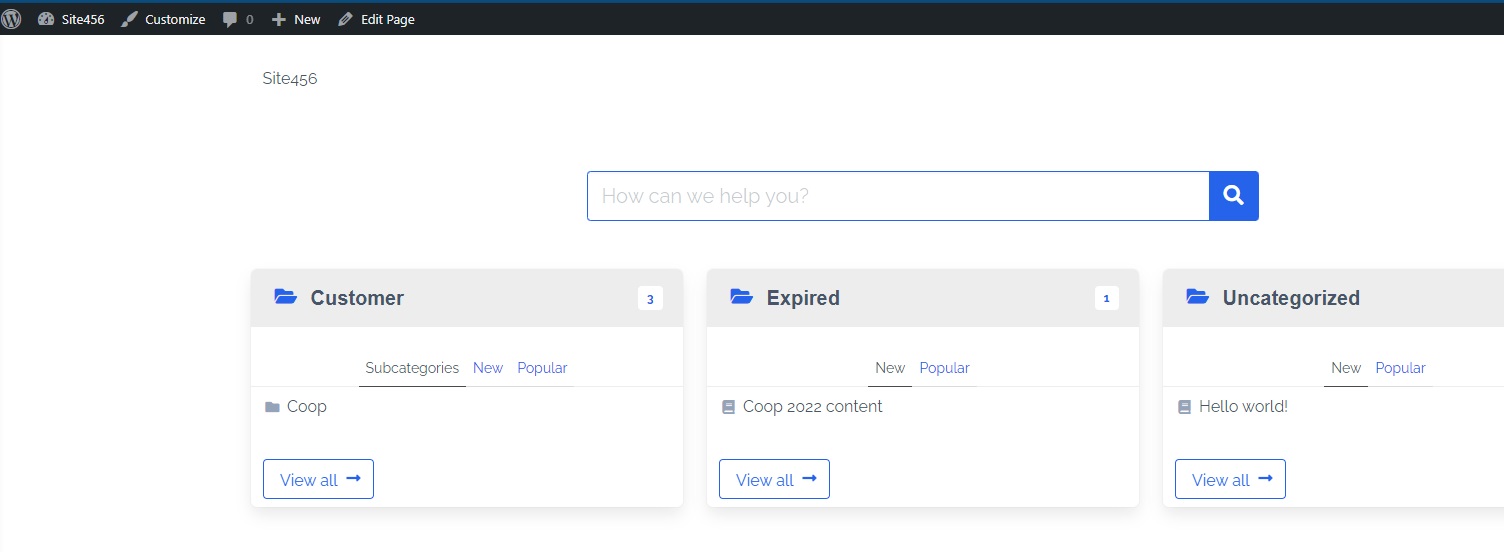 Site456 Customize 0 New Edit Page
Site456
How can we help you?
Customer 3
Expired 1
Uncategorized
Subcategories New Popular
New Popular
New Popular
Coop
Coop 2022 content
Hello world!
View all
View all
View all